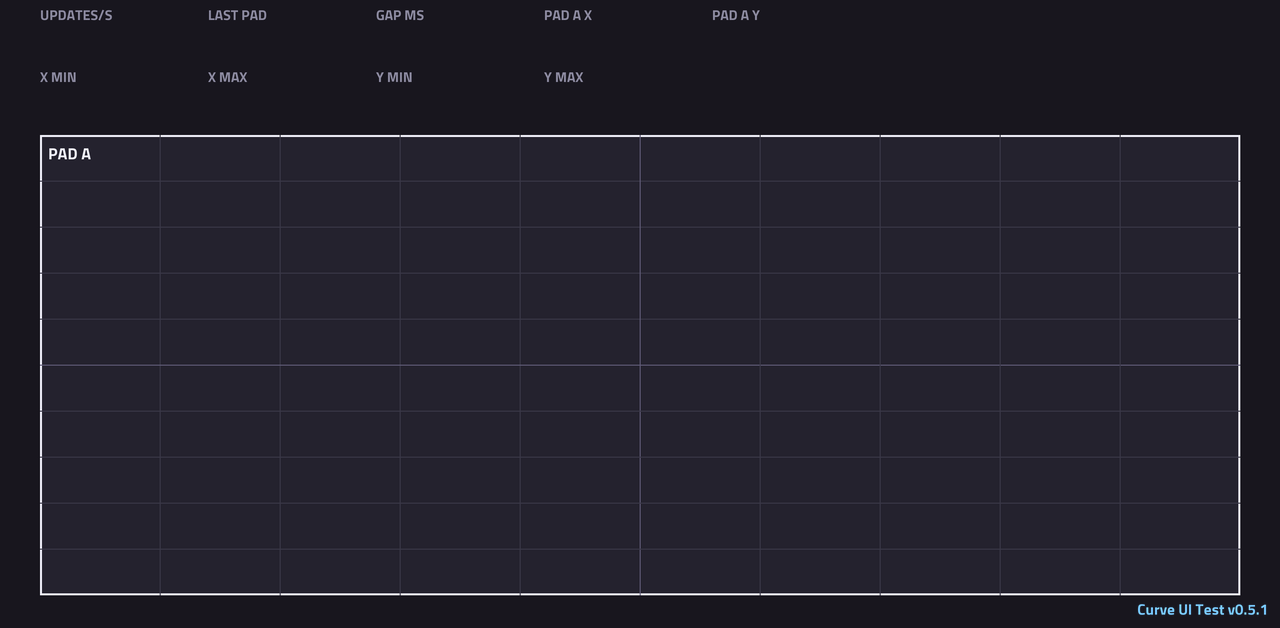 UPDATES/S LAST PAD GAP MS PAD A X PAD A Y
X MIN X MAX Y MIN Y MAX
PAD A
Curve UI Test v0.5.1